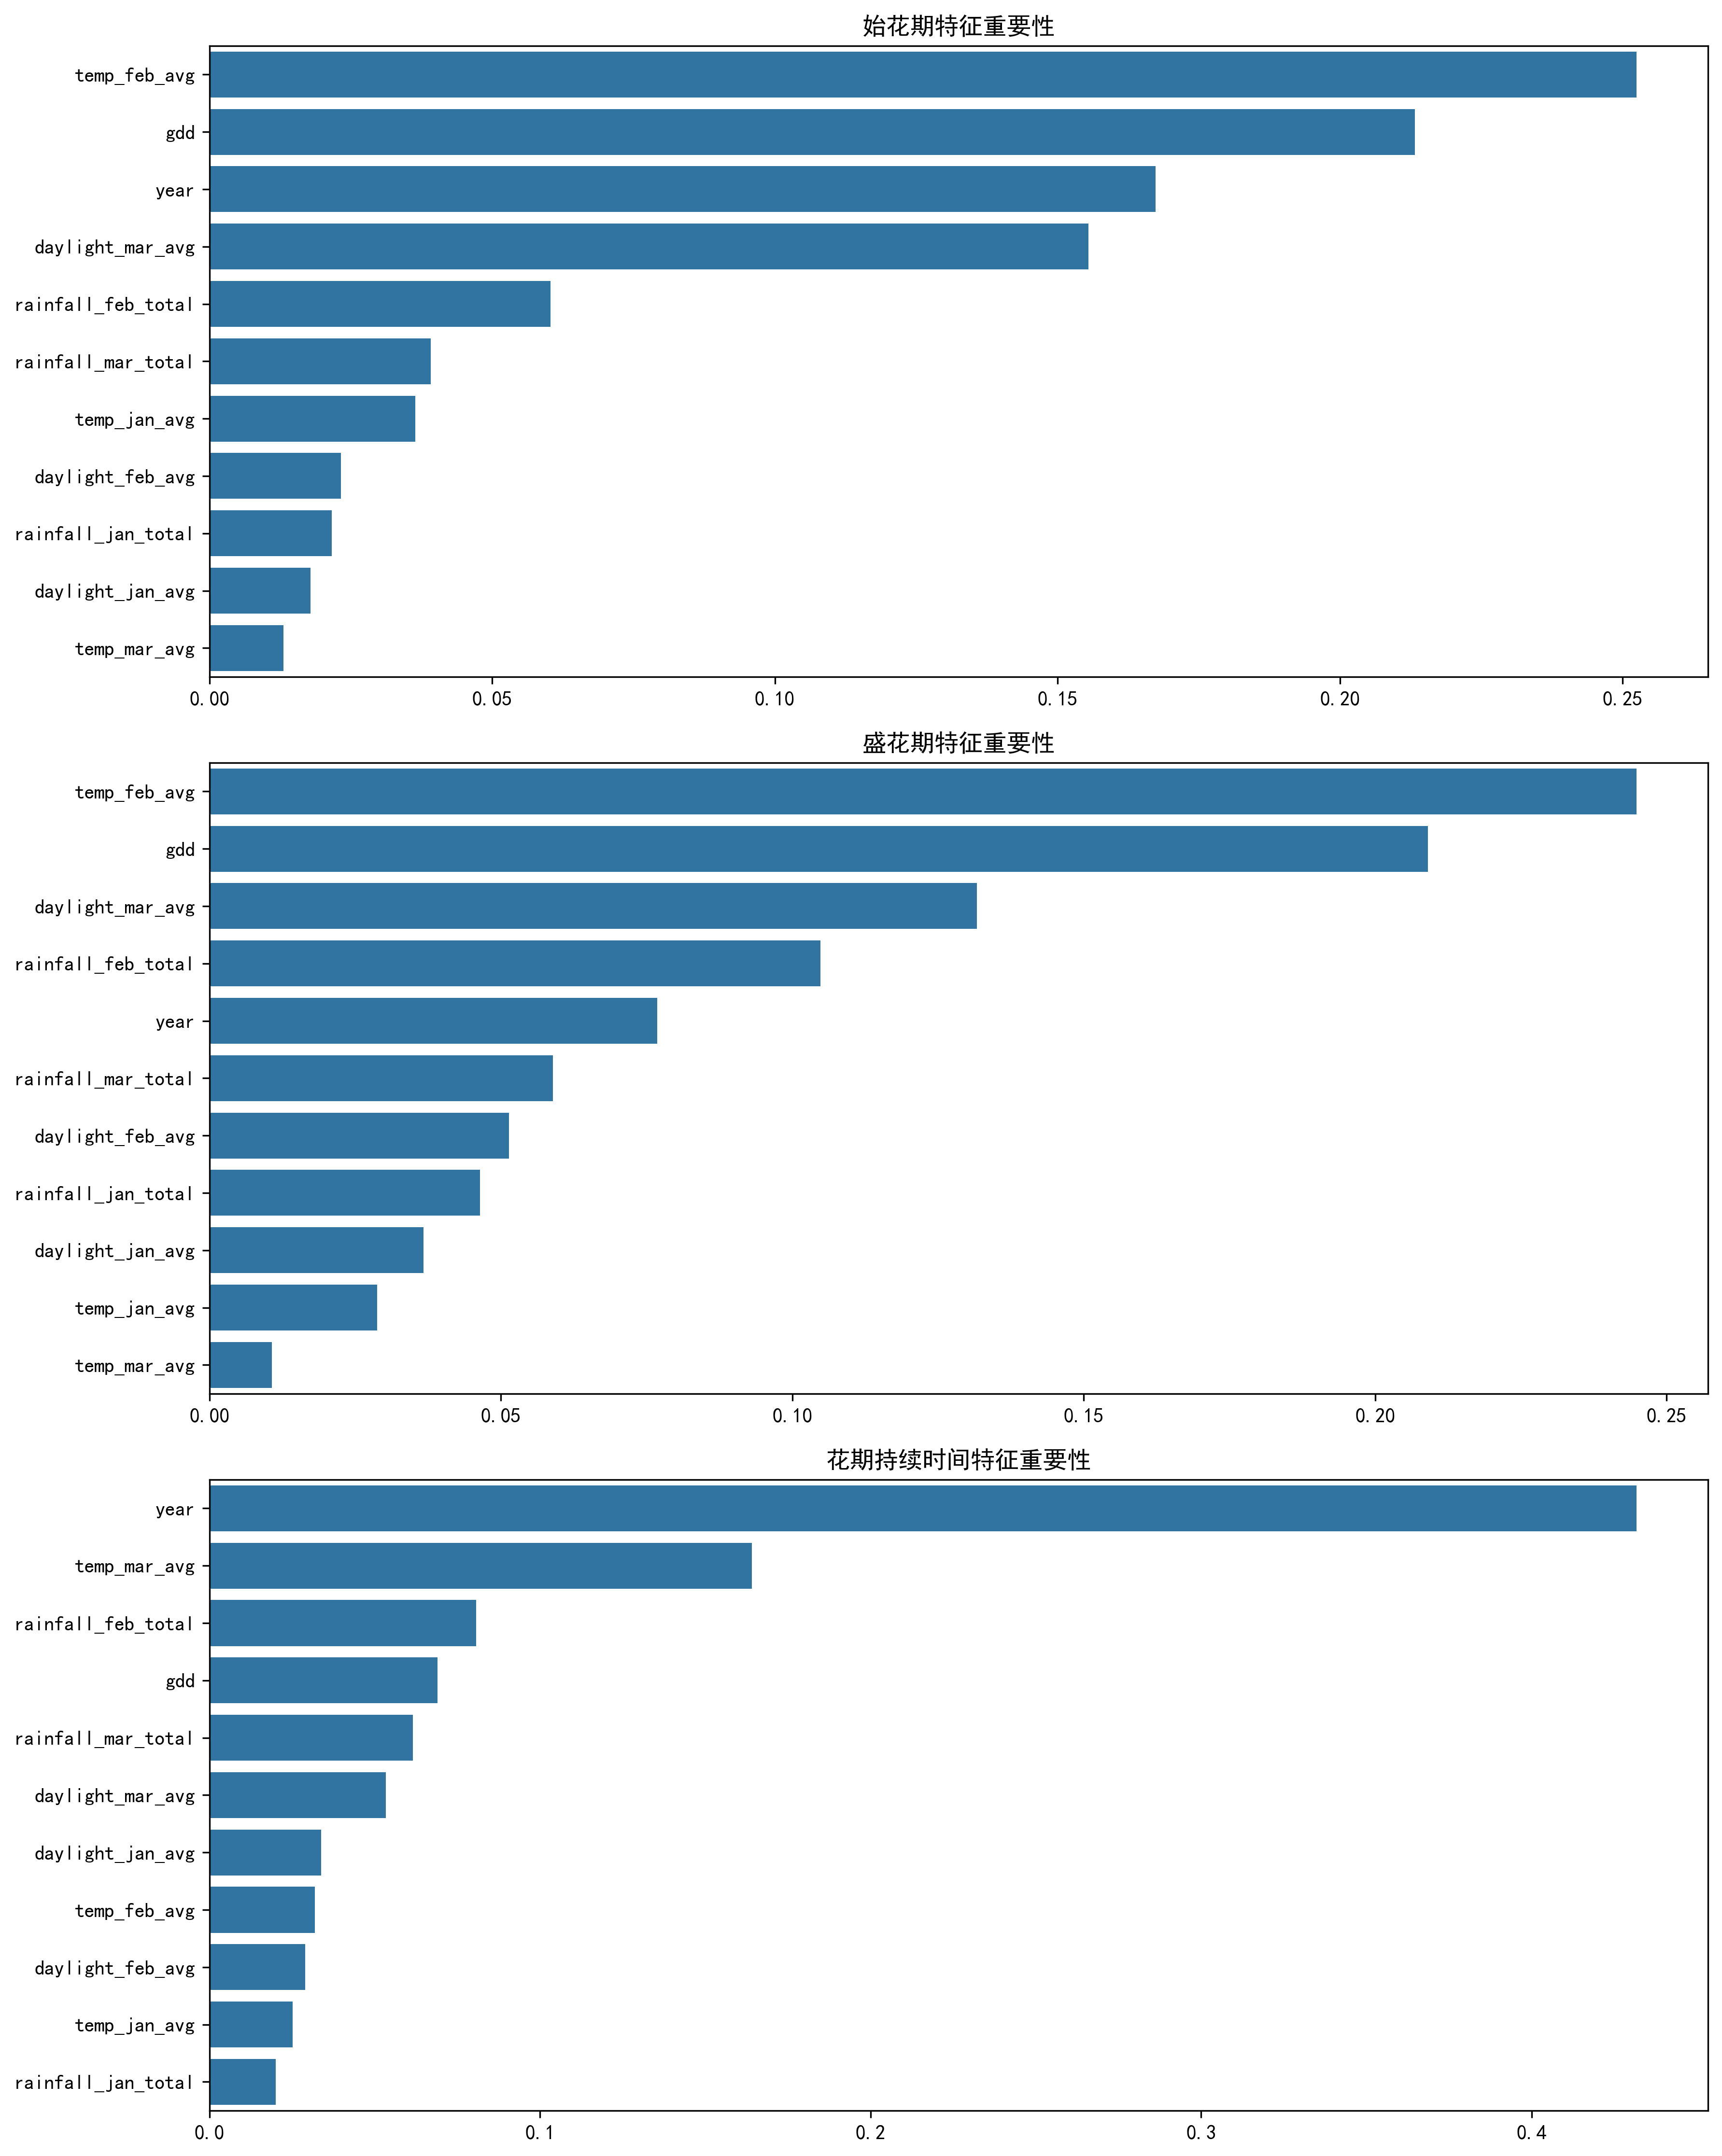 始花期特征重要性
temp_feb_avg
gdd
year
daylight_mar_avg
rainfall_feb_total
rainfall_mar_total
temp_jan_avg
daylight_feb_avg
rainfall_jan_total
daylight_jan_avg
temp_mar_avg
0.00 0.05 0.10 0.15 0.20 0.25
盛花期特征重要性
temp_feb_avg
gdd
daylight_mar_avg
rainfall_feb_total
year
rainfall_mar_total
daylight_feb_avg
rainfall_jan_total
daylight_jan_avg
temp_jan_avg
temp_mar_avg
0.00 0.05 0.10 0.15 0.20 0.25
花期持续时间特征重要性
year
temp_mar_avg
rainfall_feb_total
gdd
rainfall_mar_total
daylight_mar_avg
daylight_jan_avg
temp_feb_avg
daylight_feb_avg
temp_jan_avg
rainfall_jan_total
0.0 0.1 0.2 0.3 0.4